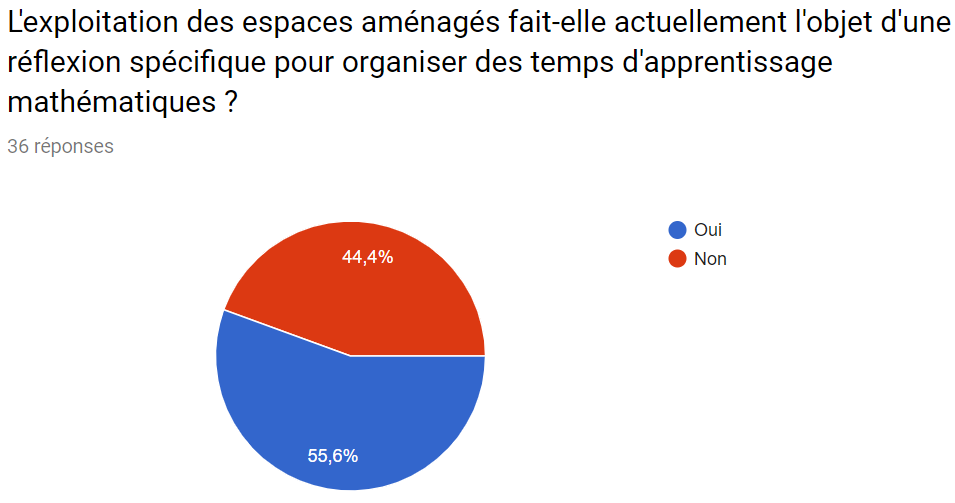 L'exploitation des espaces aménagés fait-elle actuellement l'objet d'une
réflexion spécifique pour organiser des temps d'apprentissage
mathématiques ?
36 réponses
Oui
Non
44,4%
55,6%